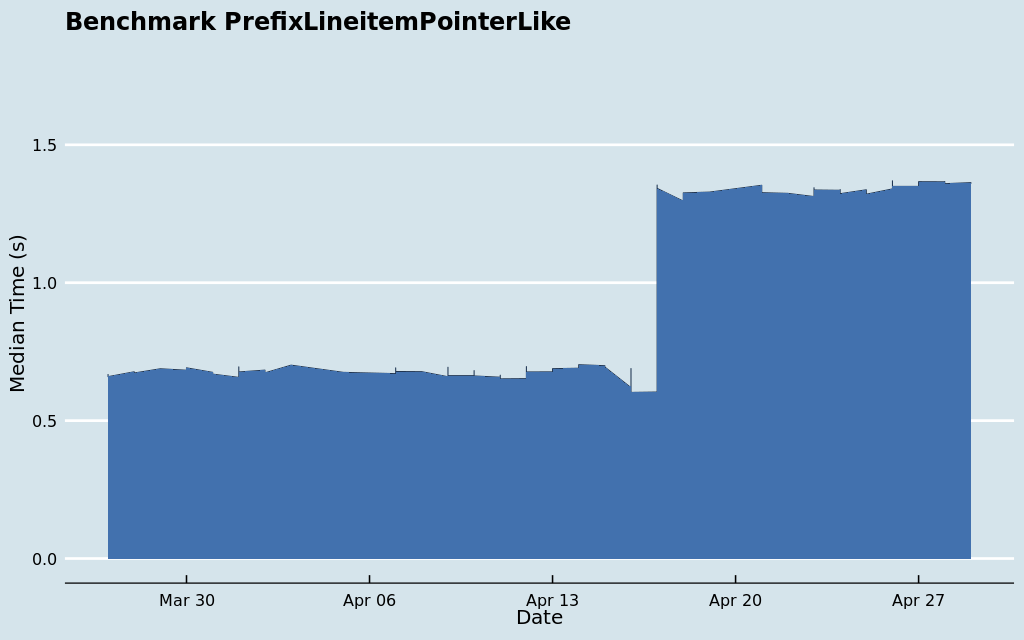 Benchmark PrefixLineitemPointerLike
Median Time (s)
1.5
1.0
0.5
0.0
Mar 30
Apr 06
Apr 13
Apr 20
Apr 27
Date